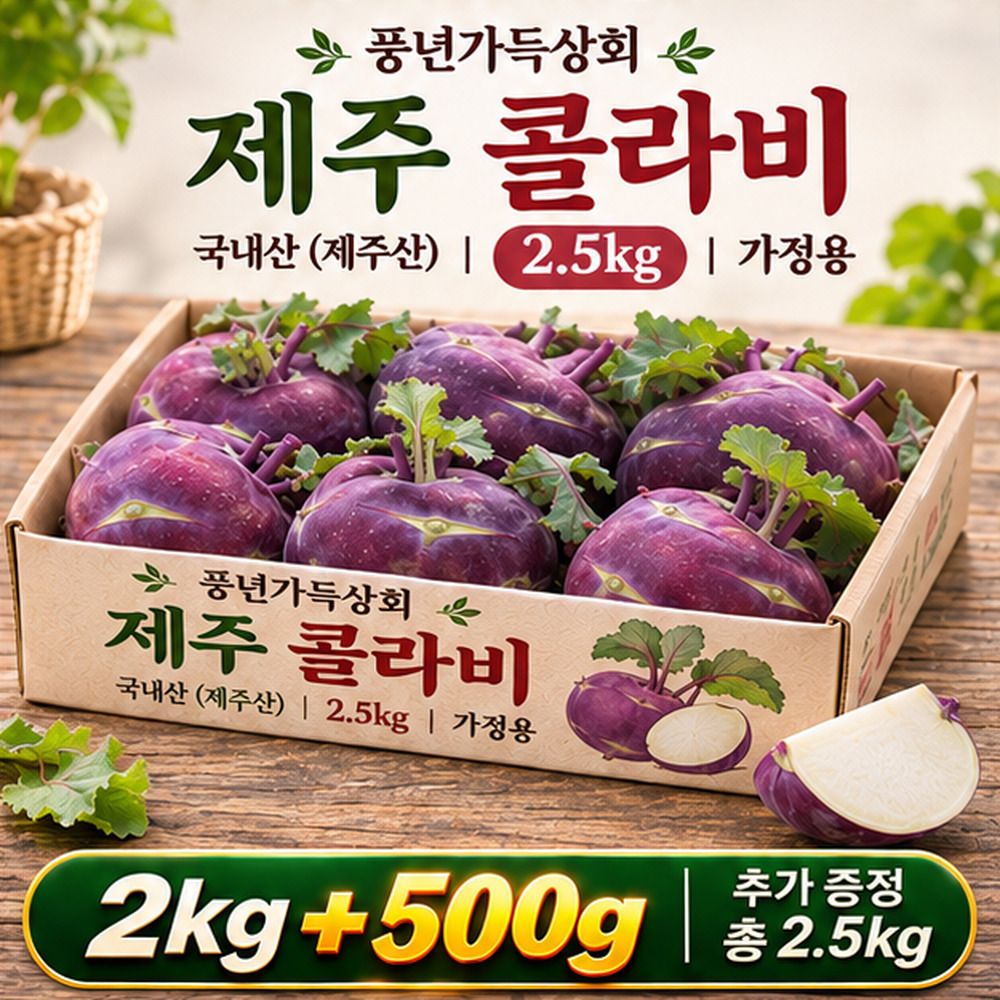 풍년가득상회
제주 콜라비
국내산 (제주산) | 2.5kg | 가정용
풍년가득상회
제주 콜라비
국내산 (제주산) | 2.5kg | 가정용
2kg+500g | 추가 증정
총 2.5kg